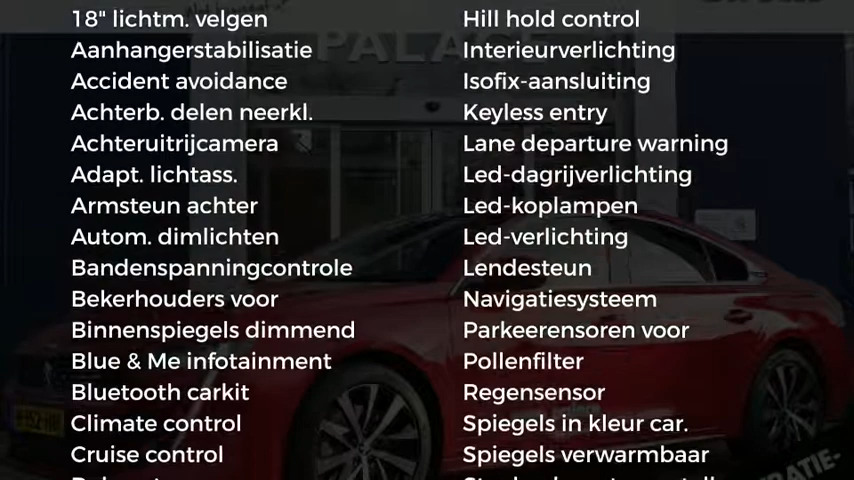 PALACE
18" lichtm. velgen
Aanhangerstabilisatie
Accident avoidance
Achterb. delen neerkl.
Achteruitrijcamera
Adapt. lichtass.
Armsteun achter
Autom. dimlichten
Bandenspanningcontrole
Bekerhouders voor
Binnenspiegels dimmend
Blue & Me infotainment
Bluetooth carkit
Climate control
Cruise control
Hill hold control
Interieurverlichting
Isofix-aansluiting
Keyless entry
Lane departure warning
Led-dagrijverlichting
Led-koplampen
Led-verlichting
Lendesteun
Navigatiesysteem
Parkeerensoren voor
Pollenfilter
Regensensor
Spiegels in kleur car.
Spiegels verwarmbaar